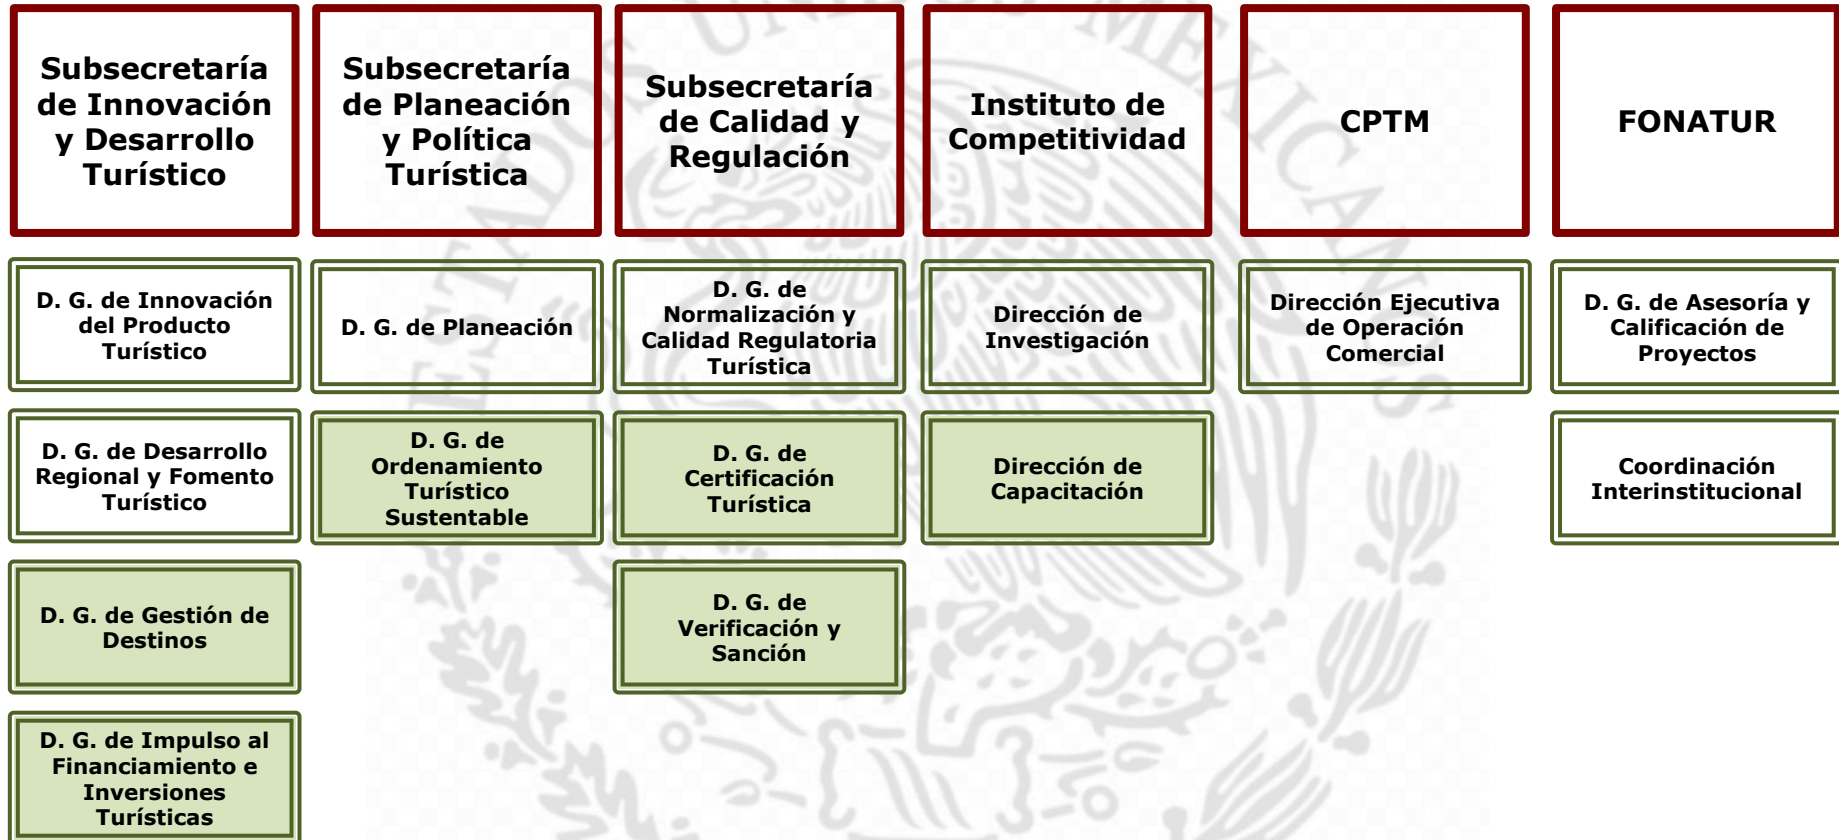 Subsecretaría
de Innovación
y Desarrollo
Turístico
Subsecretaría
de Planeación
y Política
Turística
Subsecretaría
de Calidad y
Regulación
Instituto de
Competitividad
CPTM
FONATUR
D. G. de Innovación
del Producto
Turístico
D. G. de Planeación
D. G. de
Normalización y
Calidad Regulatoria
Turística
Dirección de
Investigación
Dirección Ejecutiva
de Operación
Comercial
D. G. de Asesoría y
Calificación de
Proyectos
D. G. de Desarrollo
Regional y Fomento
Turístico
D. G. de
Ordenamiento
Turístico
Sustentable
D. G. de
Certificación
Turística
Dirección de
Capacitación
Coordinación
Interinstitucional
D. G. de Gestión de
Destinos
D. G. de
Verificación y
Sanción
D. G. de Impulso al
Financiamiento e
Inversiones
Turísticas
ESTADOS UNIDOS MEXICANOS